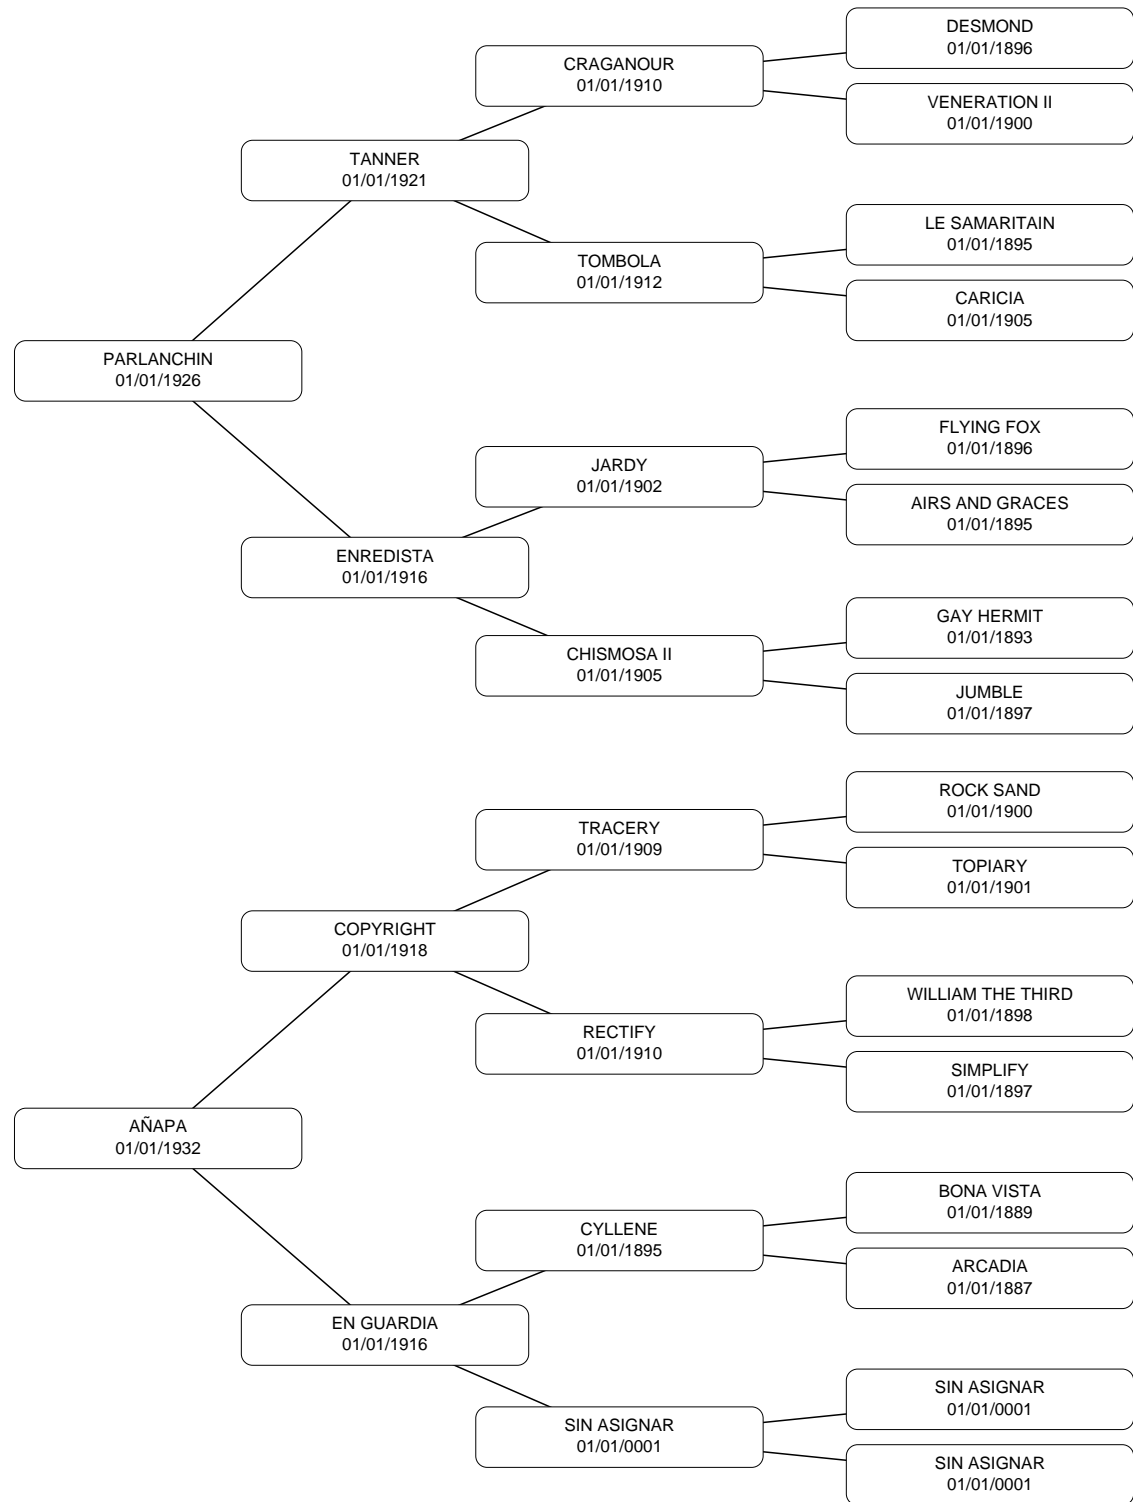 DESMOND
01/01/1896
CRAGANOUR
01/01/1910
VENERATION II
01/01/1900
TANNER
01/01/1921
LE SAMARITAIN
01/01/1895
TOMBOLA
01/01/1912
CARICIA
01/01/1905
PARLANCHIN
01/01/1926
FLYING FOX
01/01/1896
JARDY
01/01/1902
AIRS AND GRACES
01/01/1895
ENREDISTA
01/01/1916
GAY HERMIT
01/01/1893
CHISMOSA II
01/01/1905
JUMBLE
01/01/1897
ROCK SAND
01/01/1900
TRACERY
01/01/1909
TOPIARY
01/01/1901
COPYRIGHT
01/01/1918
WILLIAM THE THIRD
01/01/1898
RECTIFY
01/01/1910
SIMPLIFY
01/01/1897
AÑAPA
01/01/1932
BONA VISTA
01/01/1889
CYLLENE
01/01/1895
ARCADIA
01/01/1887
EN GUARDIA
01/01/1916
SIN ASIGNAR
01/01/0001
SIN ASIGNAR
01/01/0001
SIN ASIGNAR
01/01/0001